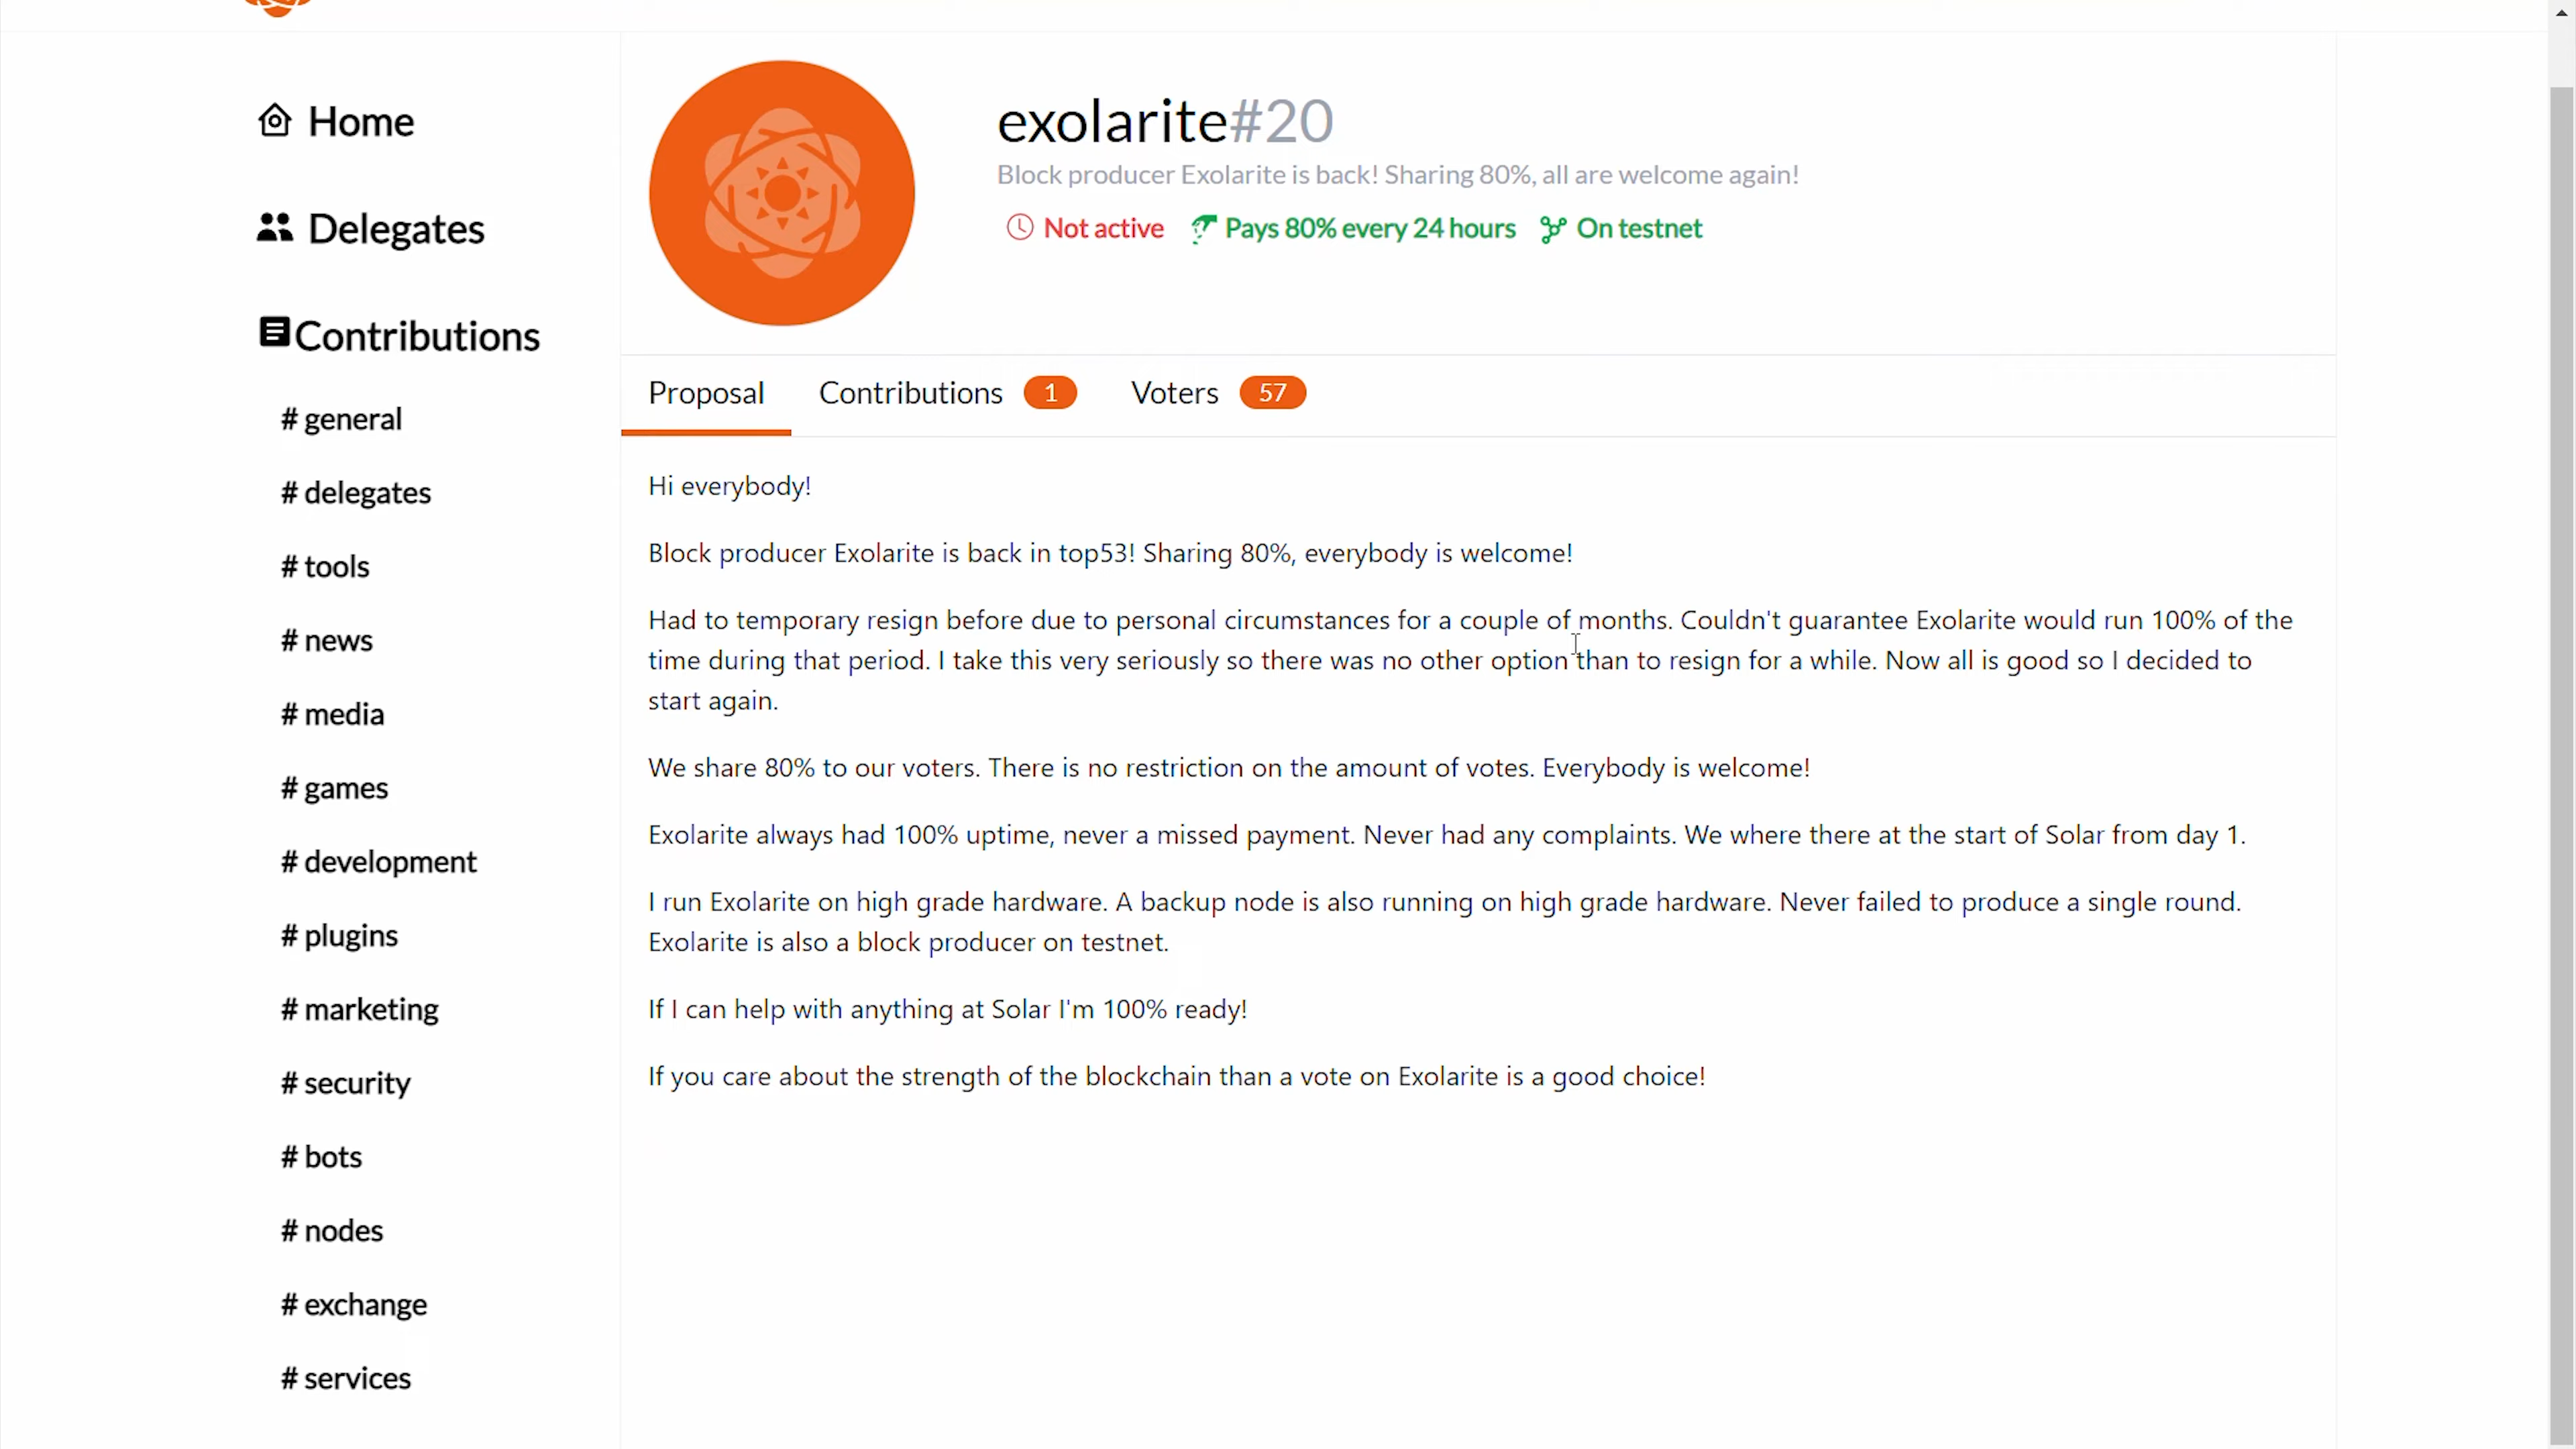 Home
Delegates
Contributions
# general
# delegates
# tools
# news
# media
# games
# development
# plugins
# marketing
# security
# bots
# nodes
# exchange
# services
exolarite#20
Block producer Exolarite is back! Sharing 80%, all are welcome again!
Not active Pays 80% every 24 hours On testnet
Proposal Contributions 1 Voters 57
Hi everybody!
Block producer Exolarite is back in top53! Sharing 80%, everybody is welcome!
Had to temporary resign before due to personal circumstances for a couple of months. Couldn't guarantee Exolarite would run 100% of the
time during that period. I take this very seriously so there was no other option than to resign for a while. Now all is good so I decided to
start again.
We share 80% to our voters. There is no restriction on the amount of votes. Everybody is welcome!
Exolarite always had 100% uptime, never a missed payment. Never had any complaints. We where there at the start of Solar from day 1.
I run Exolarite on high grade hardware. A backup node is also running on high grade hardware. Never failed to produce a single round.
Exolarite is also a block producer on testnet.
If I can help with anything at Solar I'm 100% ready!
If you care about the strength of the blockchain than a vote on Exolarite is a good choice!